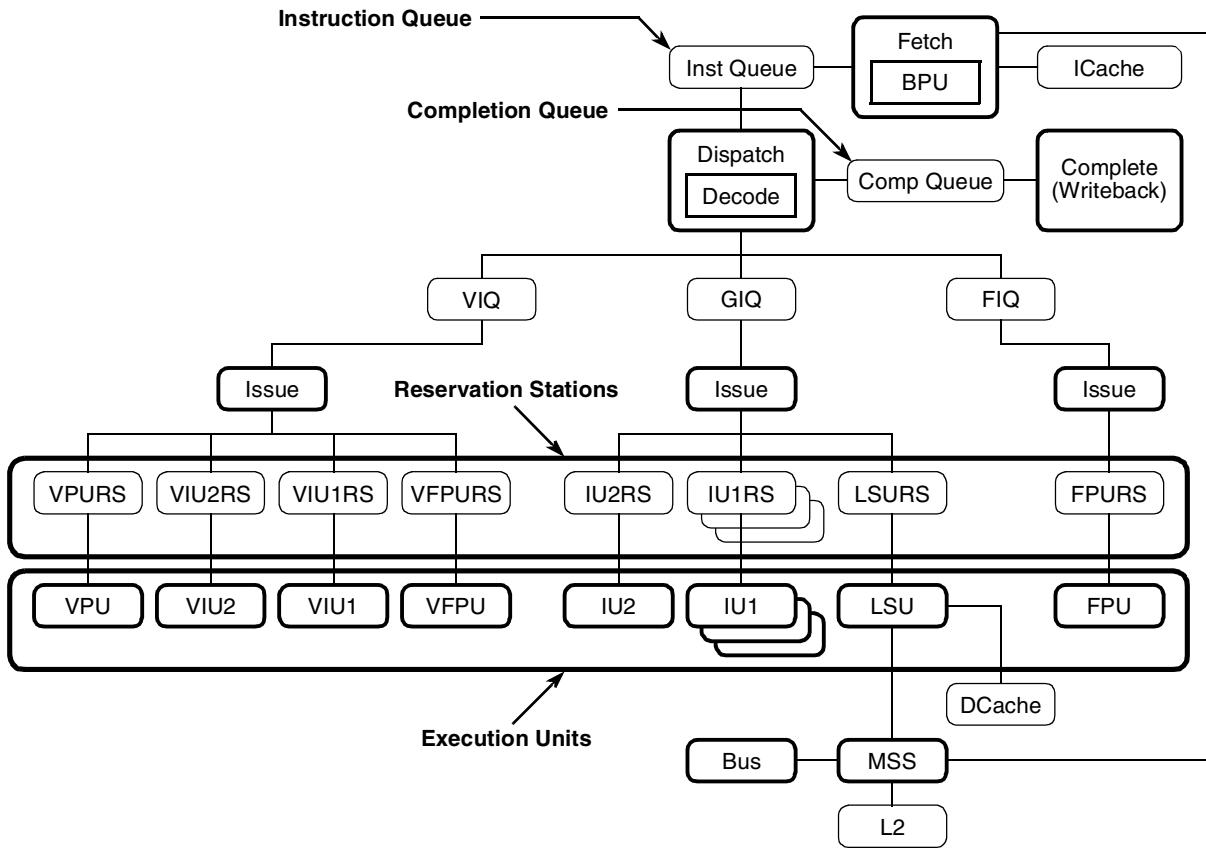 Instruction Queue
Fetch
Inst Queue
BPU
ICache
Completion Queue
Dispatch
Decode
Comp Queue
Complete
(Writeback)
VIQ
GIQ
FIQ
Issue
Reservation Stations
Issue
Issue
VPURS
VIU2RS
VIU1RS
VFPURS
IU2RS
IU1RS
LSURS
FPURS
VPU
VIU2
VIU1
VFPU
IU2
IU1
LSU
FPU
DCache
Execution Units
Bus
MSS
L2